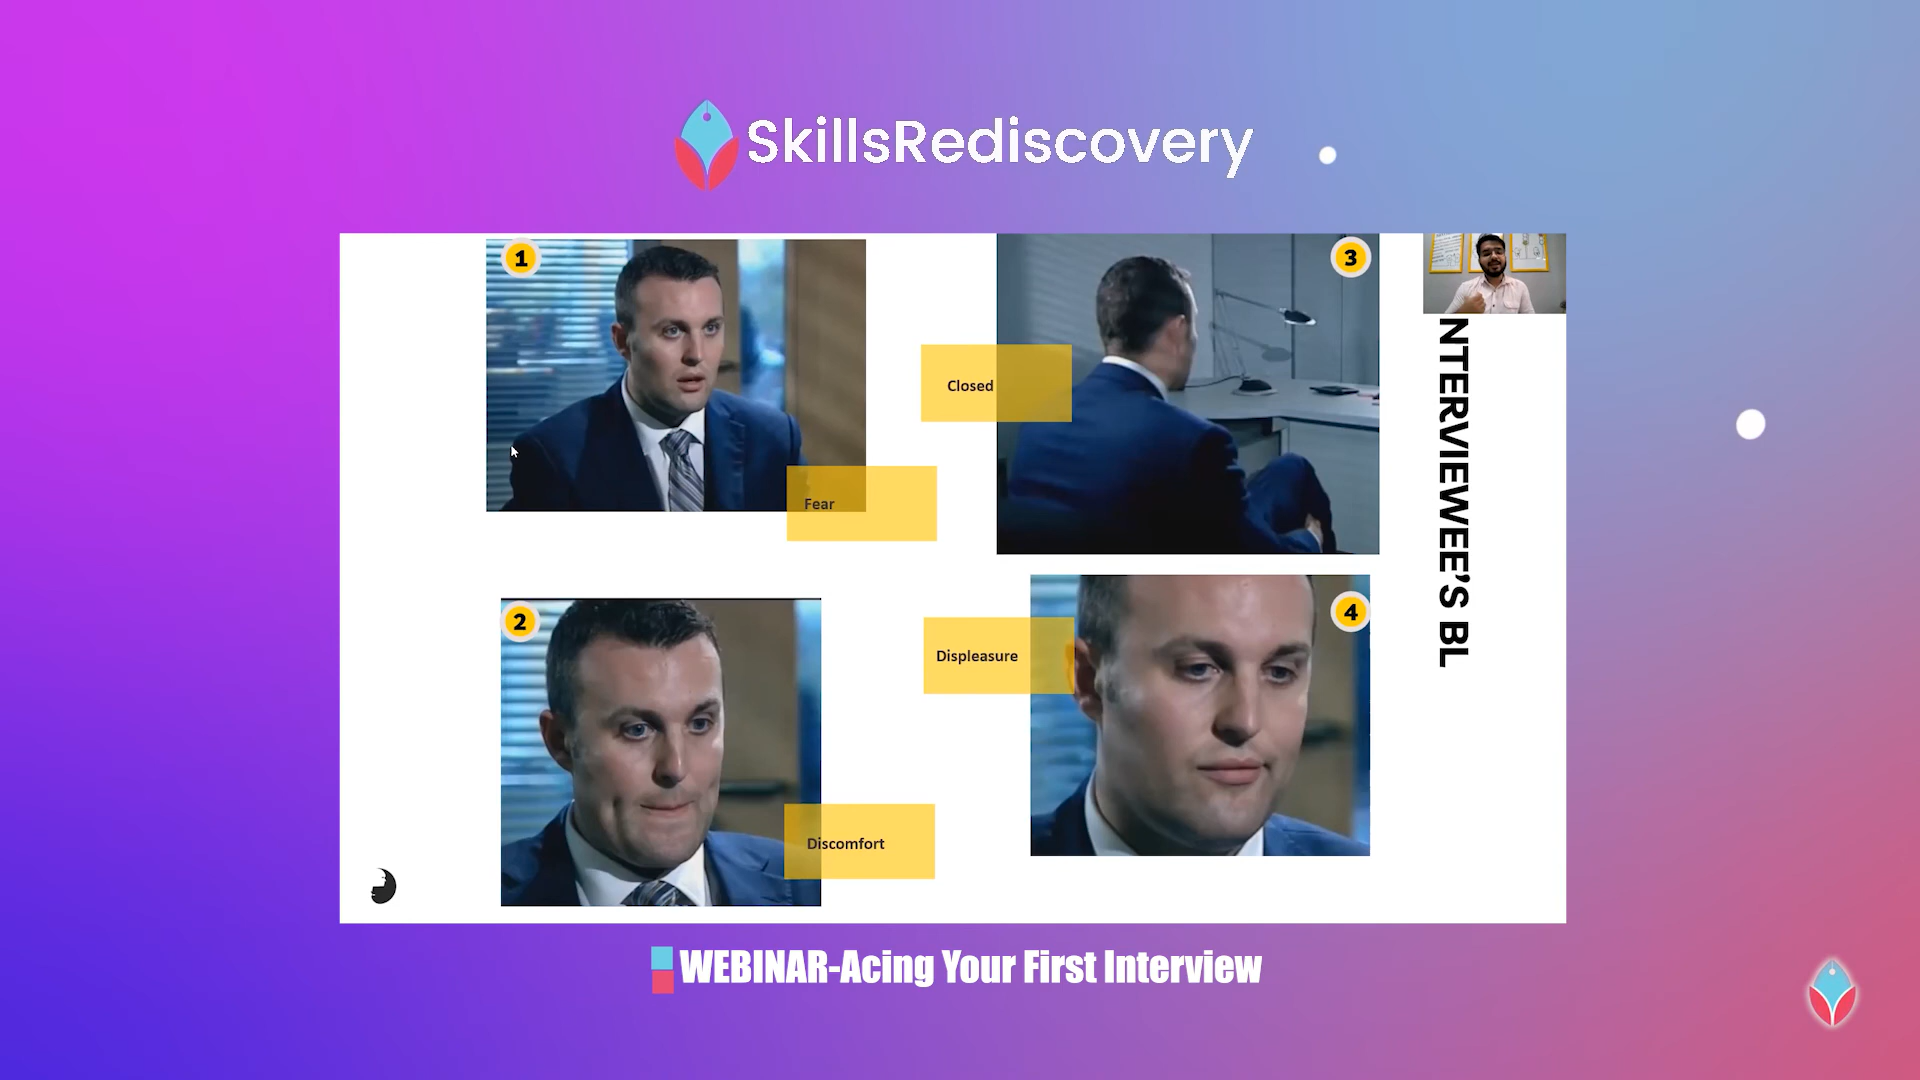 SkillsRediscovery
1
Fear
2
Discomfort
3
Closed
4
Displeasure
NTERVIEWEE’S BL
WEBINAR-Acing Your First Interview